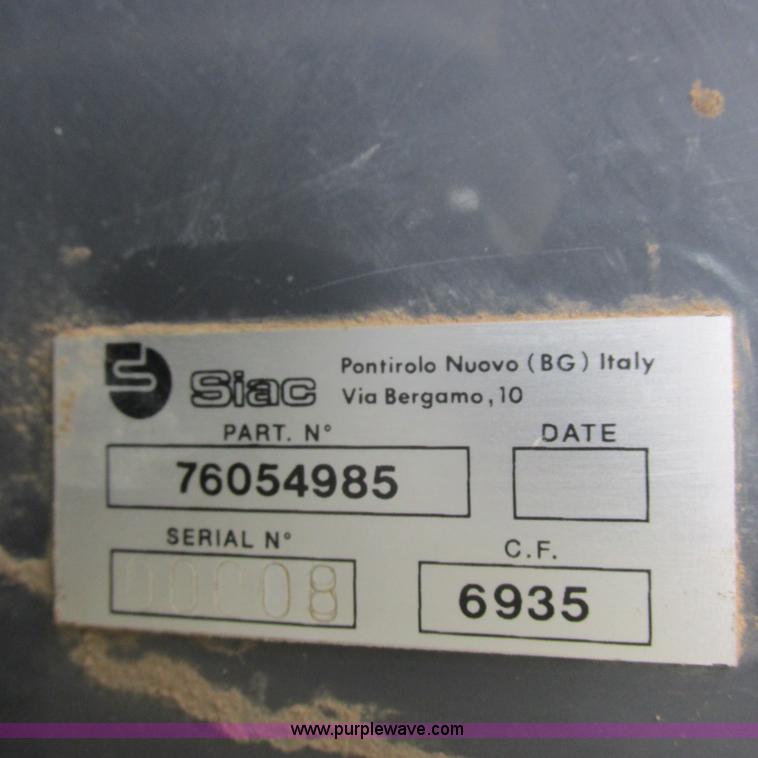 Siac
Pontirolo Nuovo (BG) Italy
Via Bergamo, 10
PART. N° DATE
76054985
SERIAL N° C.F.
6935
www.purplewave.com